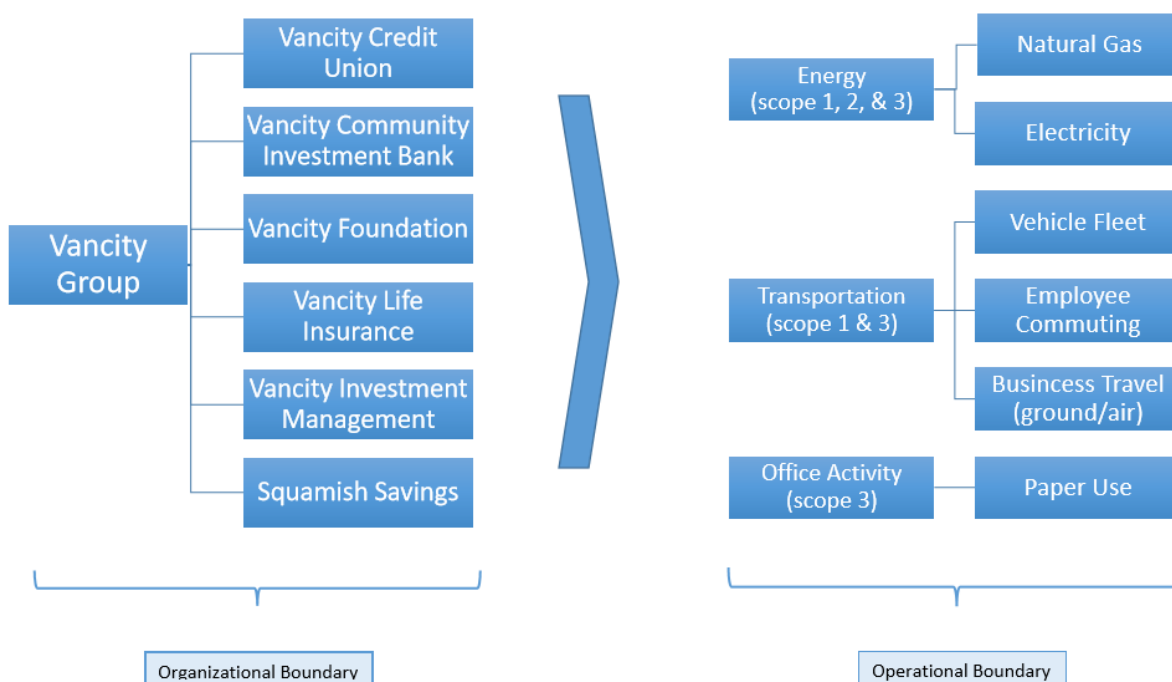 Vancity
Group
Vancity Credit
Union
Vancity Community
Investment Bank
Vancity Foundation
Vancity Life
Insurance
Vancity Investment
Management
Squamish Savings
Organizational Boundary
Energy
(scope 1, 2, & 3)
Natural Gas
Electricity
Transportation
(scope 1 & 3)
Vehicle Fleet
Employee
Commuting
Busincess Travel
(ground/air)
Office Activity
(scope 3)
Paper Use
Operational Boundary